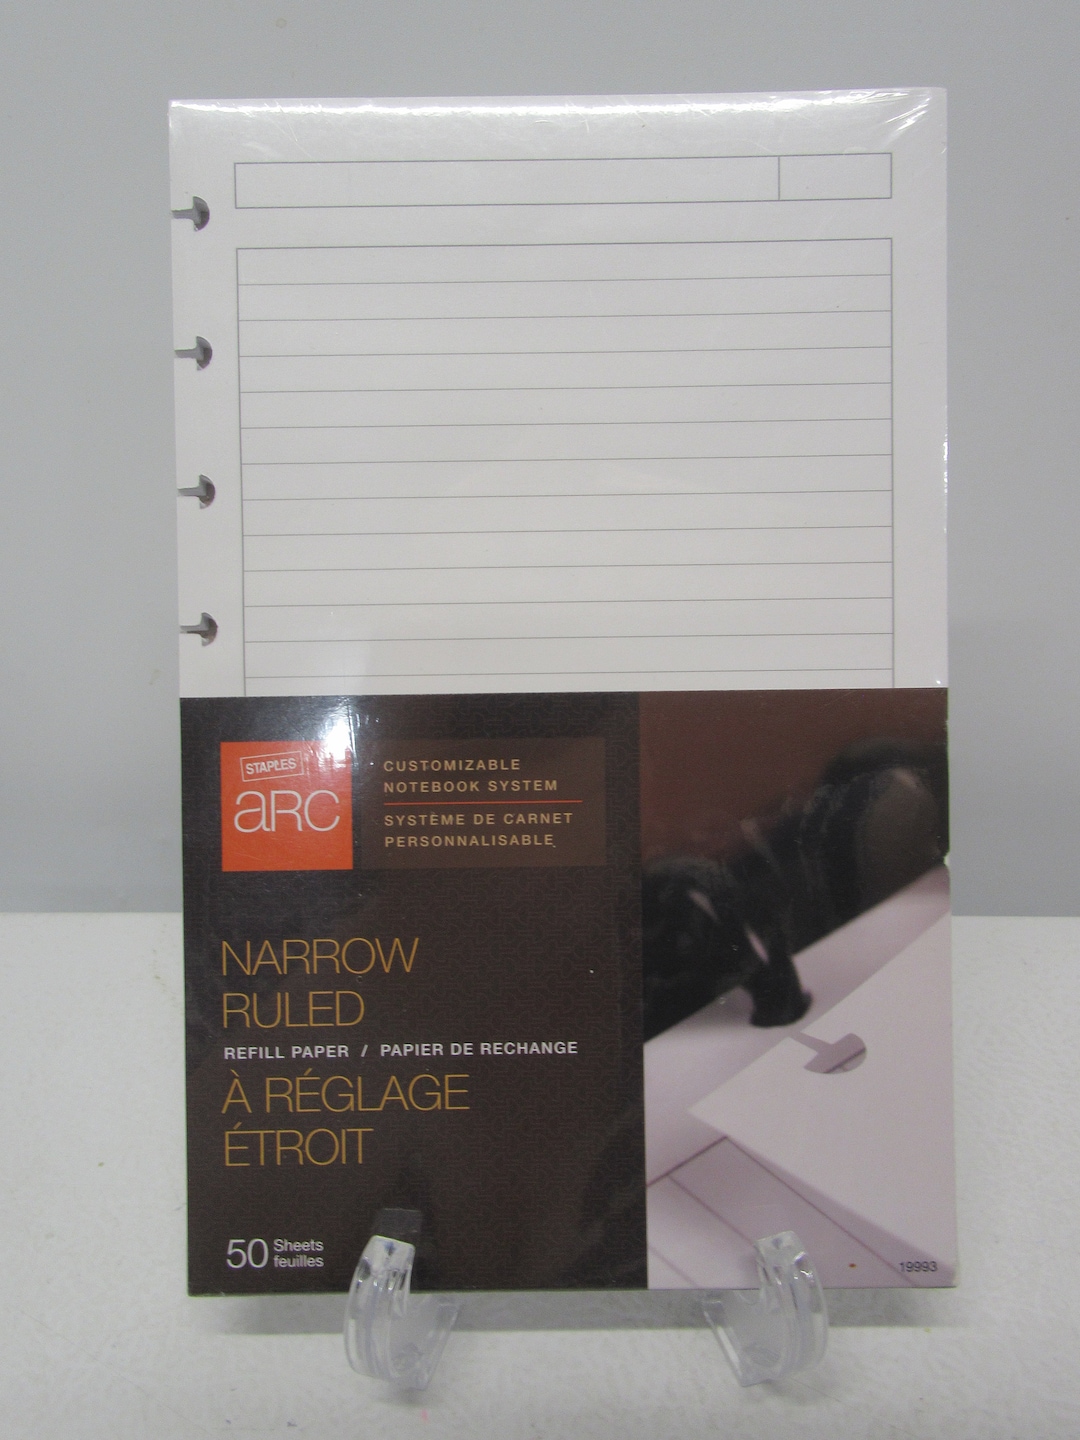 STAPLES
arc
CUSTOMIZABLE
NOTEBOOK SYSTEM
SYSTÈME DE CARNET
PERSONNALISABLE
NARROW
RULED
REFILL PAPER / PAPIER DE RECHANGE
À RÉGLAGE
ÉTROIT
50 Sheets
feuilles
19993